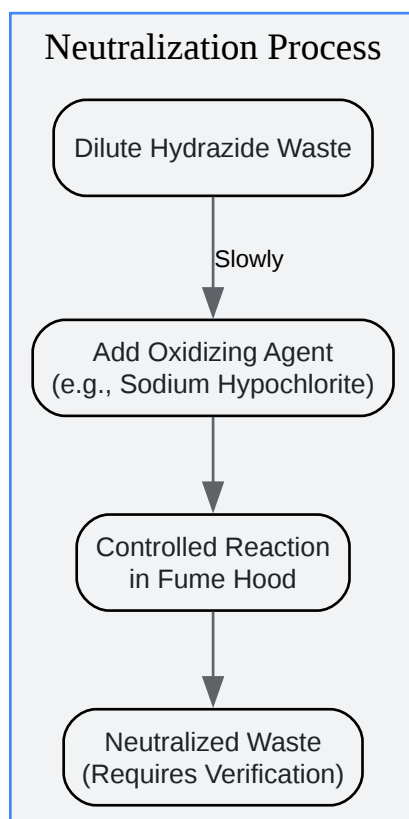 Neutralization Process
Dilute Hydrazide Waste
Slowly
Add Oxidizing Agent
(e.g., Sodium Hypochlorite)
Controlled Reaction
in Fume Hood
Neutralized Waste
(Requires Verification)